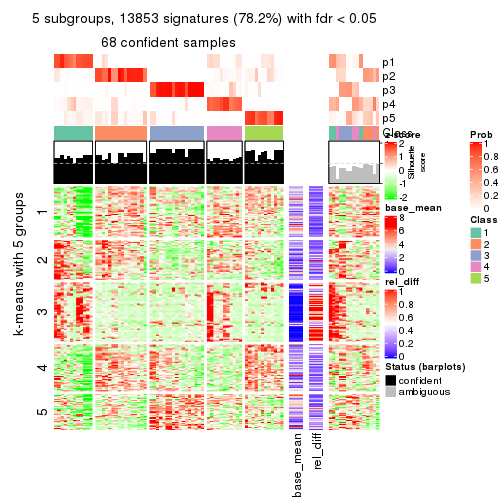 5 subgroups, 13853 signatures (78.2%) with fdr < 0.05
68 confident samples
p1
p2
p3
p4
p5
Class
Silhouette
score
k-means with 5 groups
1
2
3
4
5
base_mean
rel_diff
z-score
2
1
0
-1
-2
base_mean
8
6
4
2
0
rel_diff
1
0.8
0.6
0.4
0.2
0
Status (barplots)
confident
ambiguous
Prob
1
0.8
0.6
0.4
0.2
0
Class
1
2
3
4
5